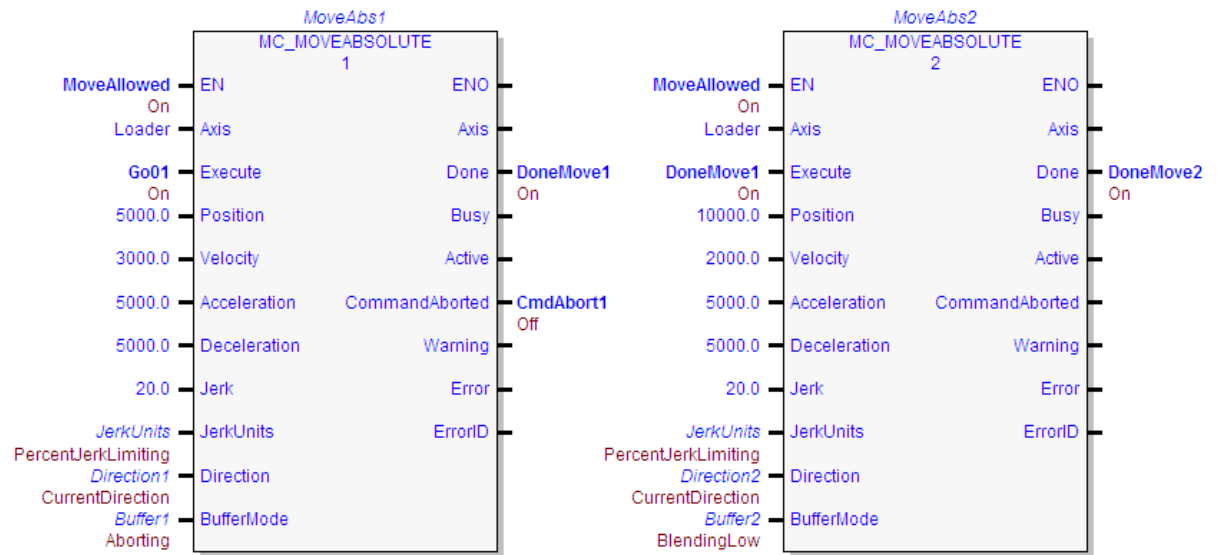 MoveAbs1
MC_MOVEABSOLUTE
1
MoveAllowed EN ENO
On
Loader Axis Axis
Go01 Execute Done DoneMove1
On On
5000.0 Position Busy
3000.0 Velocity Active
5000.0 Acceleration CommandAborted CmdAbort1
Off
5000.0 Deceleration Warning
20.0 Jerk Error
JerkUnits JerkUnits ErrorID
PercentJerkLimiting
Direction1 Direction
CurrentDirection
Buffer1 BufferMode
Aborting
MoveAbs2
MC_MOVEABSOLUTE
2
MoveAllowed EN ENO
On
Loader Axis Axis
DoneMove1 Execute Done DoneMove2
On On
10000.0 Position Busy
2000.0 Velocity Active
5000.0 Acceleration CommandAborted
5000.0 Deceleration Warning
20.0 Jerk Error
JerkUnits JerkUnits ErrorID
PercentJerkLimiting
Direction2 Direction
CurrentDirection
Buffer2 BufferMode
BlendingLow